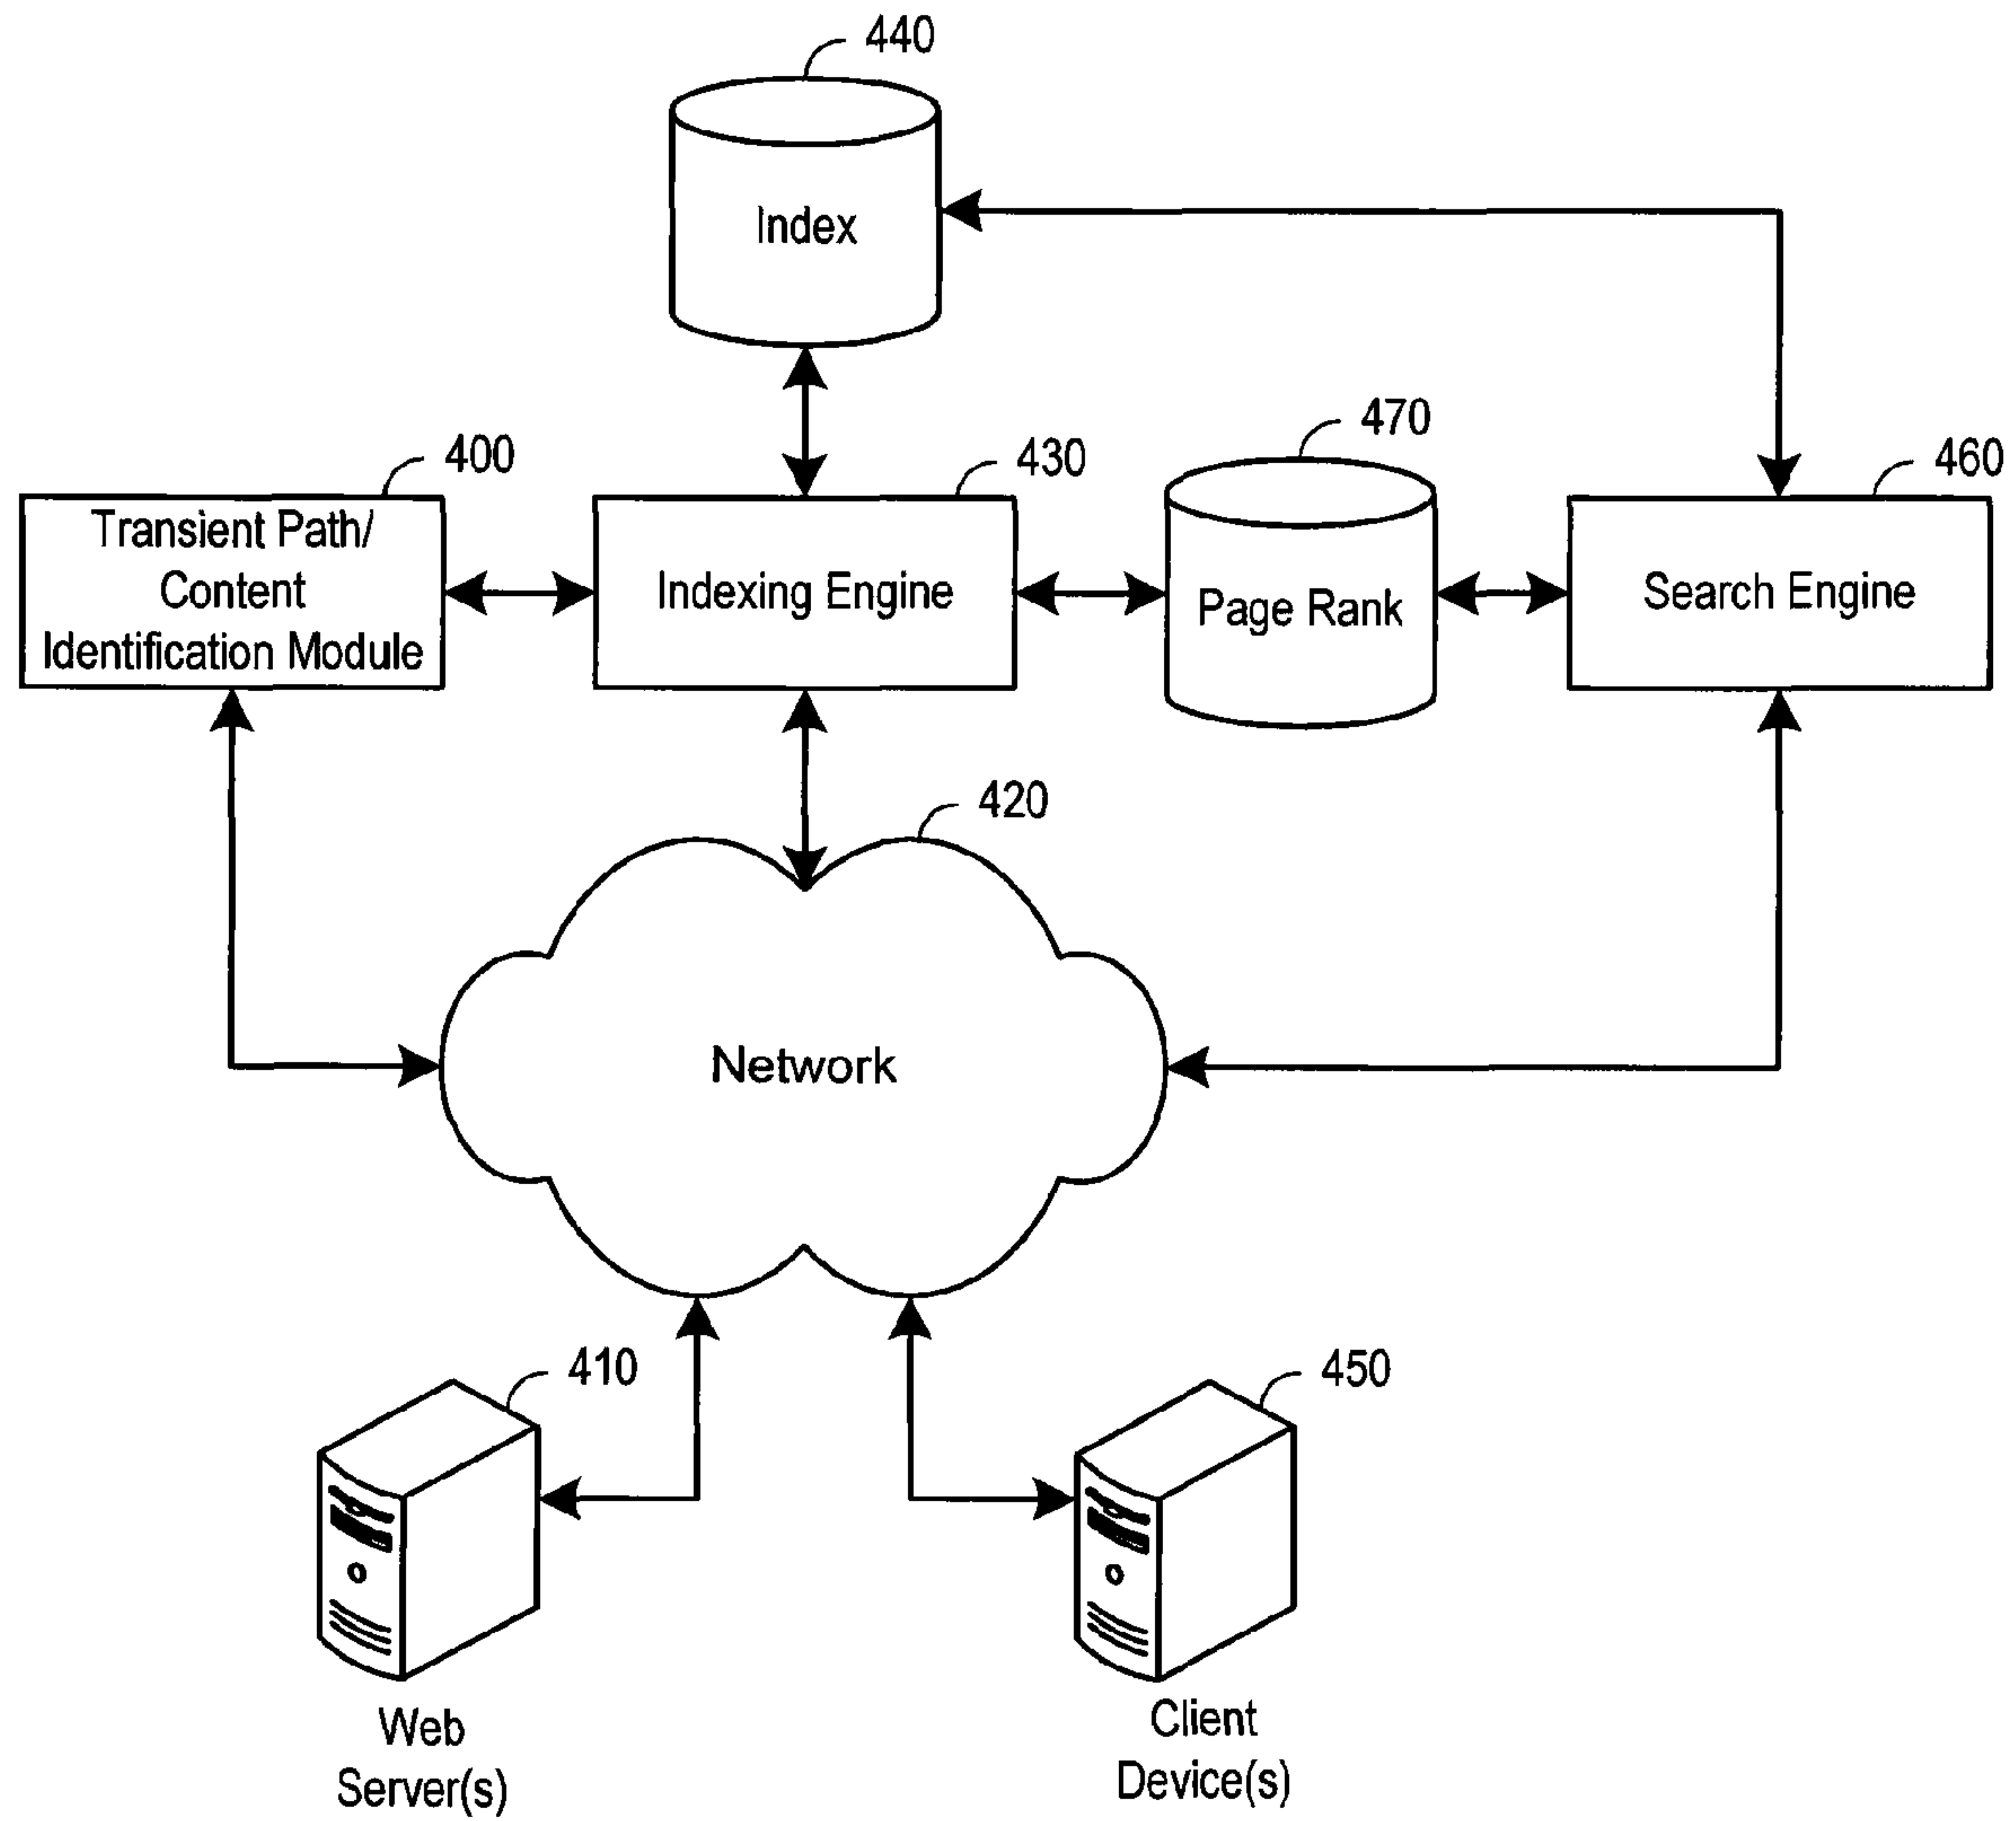 440
Index
470
400
430
460
Transient Path/
Content
Identification Module
Indexing Engine
Page Rank
Search Engine
420
Network
410
450
Web
Server(s)
Client
Device(s)